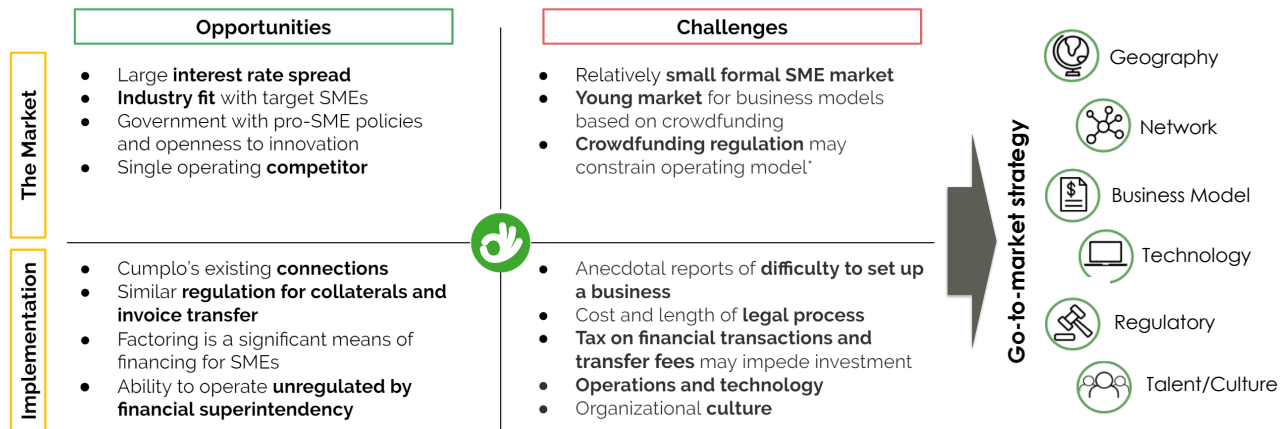 Opportunities
Challenges
The Market
● Large interest rate spread
● Industry fit with target SMEs
● Government with pro-SME policies
and openness to innovation
● Single operating competitor
● Relatively small formal SME market
● Young market for business models
based on crowdfunding
● Crowdfunding regulation may
constrain operating model*
Implementation
● Cumplo's existing connections
● Similar regulation for collaterals and
invoice transfer
● Factoring is a significant means of
financing for SMEs
● Ability to operate unregulated by
financial superintendency
● Anecdotal reports of difficulty to set up
a business
● Cost and length of legal process
● Tax on financial transactions and
transfer fees may impede investment
● Operations and technology
● Organizational culture
Go-to-market strategy
Geography
Network
$
Business Model
Technology
Regulatory
Talent/Culture